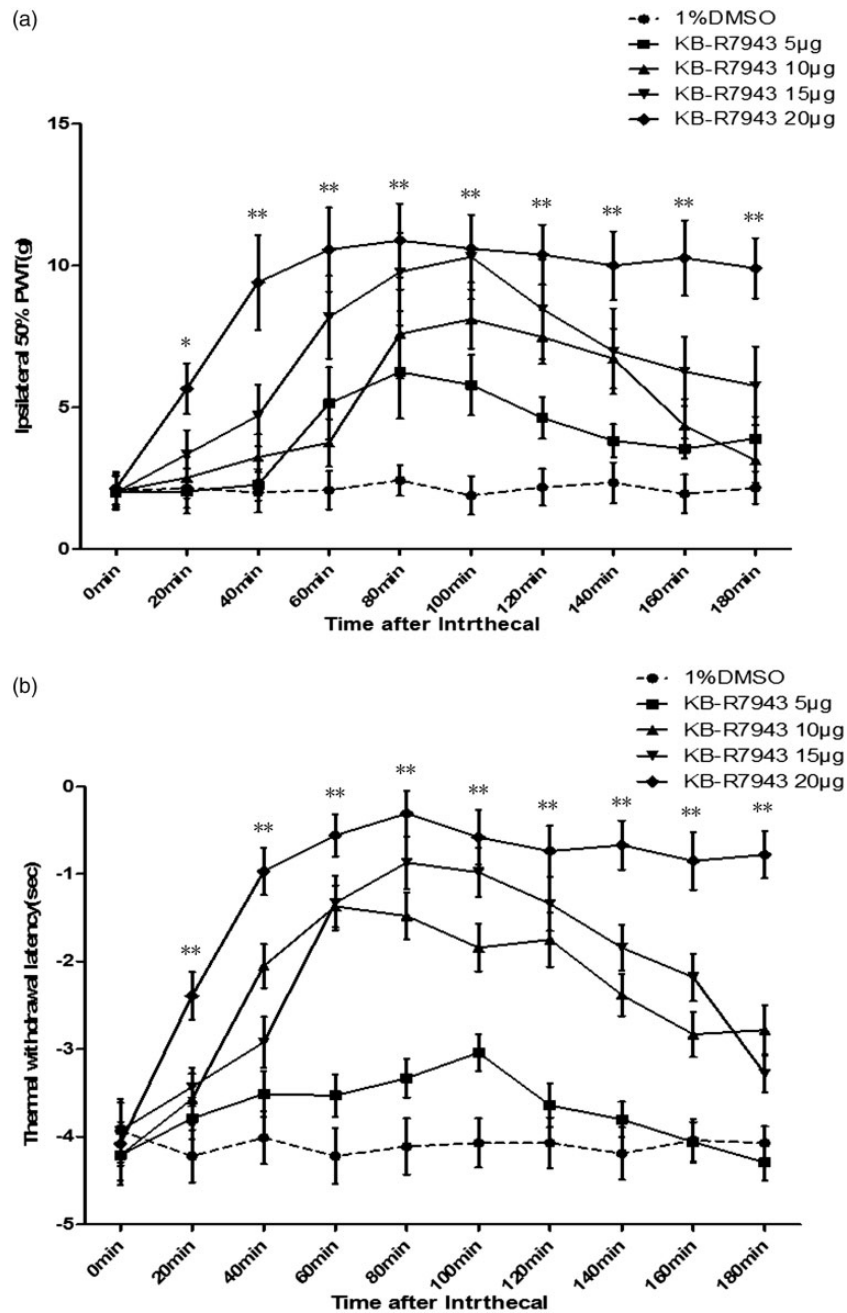 (a)
1%DMSO
KB-R7943 5µg
KB-R7943 10µg
KB-R7943 15µg
KB-R7943 20µg
Ipsilateral 50% PWT(g)
15
10
5
0
*
**
**
**
**
**
**
**
**
0min
20min
40min
60min
80min
100min
120min
140min
160min
180min
Time after Intrthecal
(b)
1%DMSO
KB-R7943 5µg
KB-R7943 10µg
KB-R7943 15µg
KB-R7943 20µg
Thermal withdrawal latency(sec)
0
-1
-2
-3
-4
-5
**
**
**
**
**
**
**
**
**
0min
20min
40min
60min
80min
100min
120min
140min
160min
180min
Time after Intrthecal